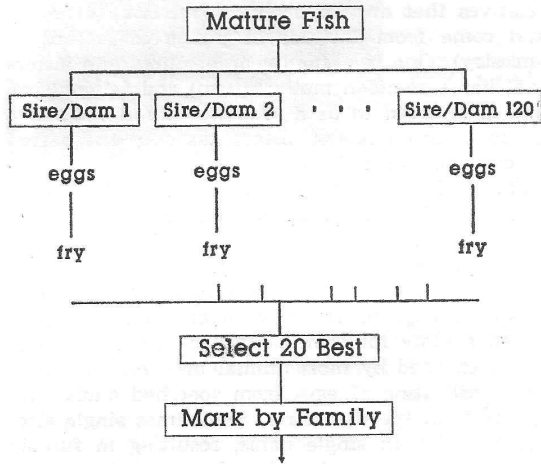 Mature Fish
Sire/Dam 1 Sire/Dam 2 . . . Sire/Dam 120
eggs eggs eggs
fry fry fry
Select 20 Best
Mark by Family